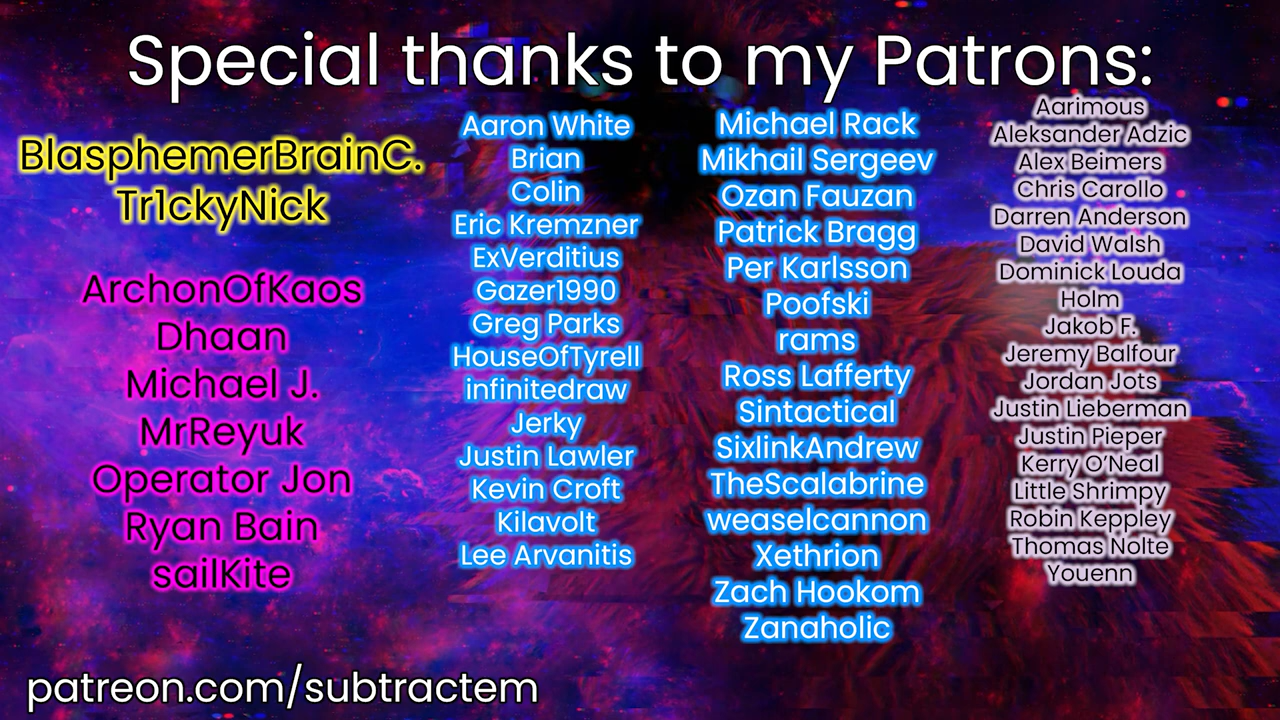 Special thanks to my Patrons:
BlasphemerBrainC.
Tr1ckyNick
ArchonOfKaos
Dhaan
Michael J.
MrReyuk
Operator Jon
Ryan Bain
sailKite
Aaron White
Brian
Colin
Eric Kremzner
ExVerditius
Gazer1990
Greg Parks
HouseOfTyrell
infinitedraw
Jerky
Justin Lawler
Kevin Croft
Kilavolt
Lee Arvanitis
Michael Rack
Mikhail Sergeev
Ozan Fauzan
Patrick Bragg
Per Karlsson
Poofski
rams
Ross Lafferty
Sintactical
SixlinkAndrew
TheScalabrine
weaselcannon
Xethrion
Zach Hookom
Zanaholic
Aarimous
Aleksander Adzic
Alex Beimers
Chris Carollo
Darren Anderson
David Walsh
Dominick Louda
Holm
Jakob F.
Jeremy Balfour
Jordan Jots
Justin Lieberman
Justin Pieper
Kerry O’Neal
Little Shrimpy
Robin Keppley
Thomas Nolte
Youenn
patreon.com/subtractem